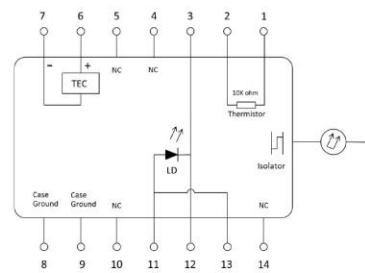 7 6 5 4 3 2 1
- + NC NC
TEC
10K ohm
Thermistor
Isolator
LD
Case Ground
Case Ground
NC
NC
8 9 10 11 12 13 14